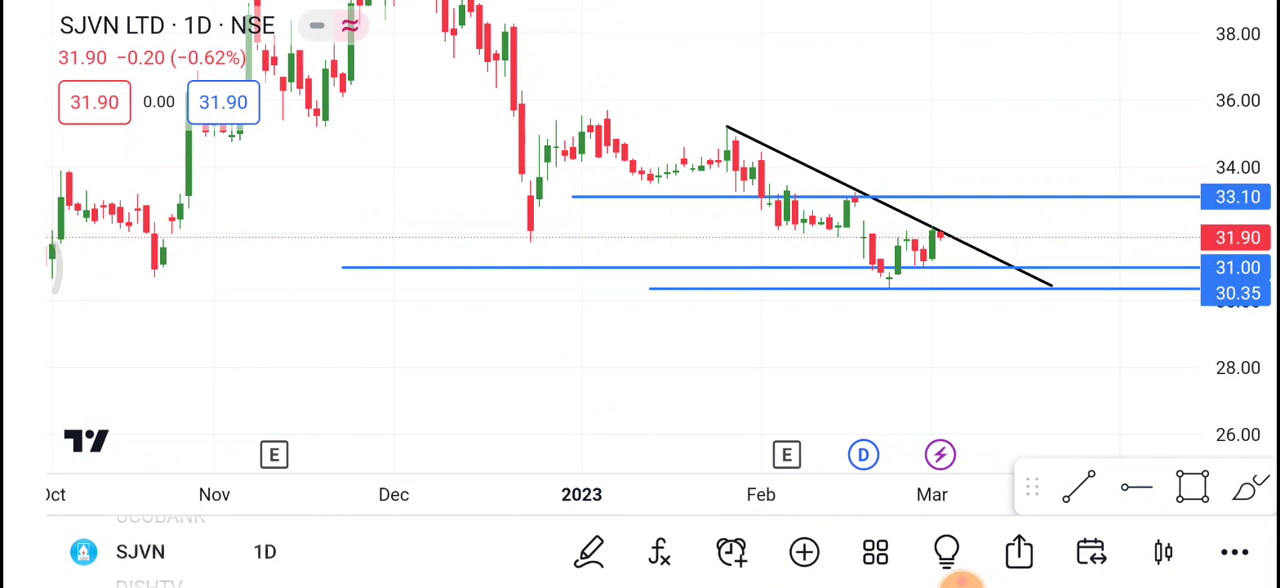 SJVN LTD · 1D · NSE
31.90 −0.20 (−0.62%)
31.90 0.00 31.90
38.00
36.00
34.00
33.10
31.90
31.00
30.35
28.00
26.00
E E D
Oct Nov Dec 2023 Feb Mar
UCOBANK
SJVN 1D
DISHTV